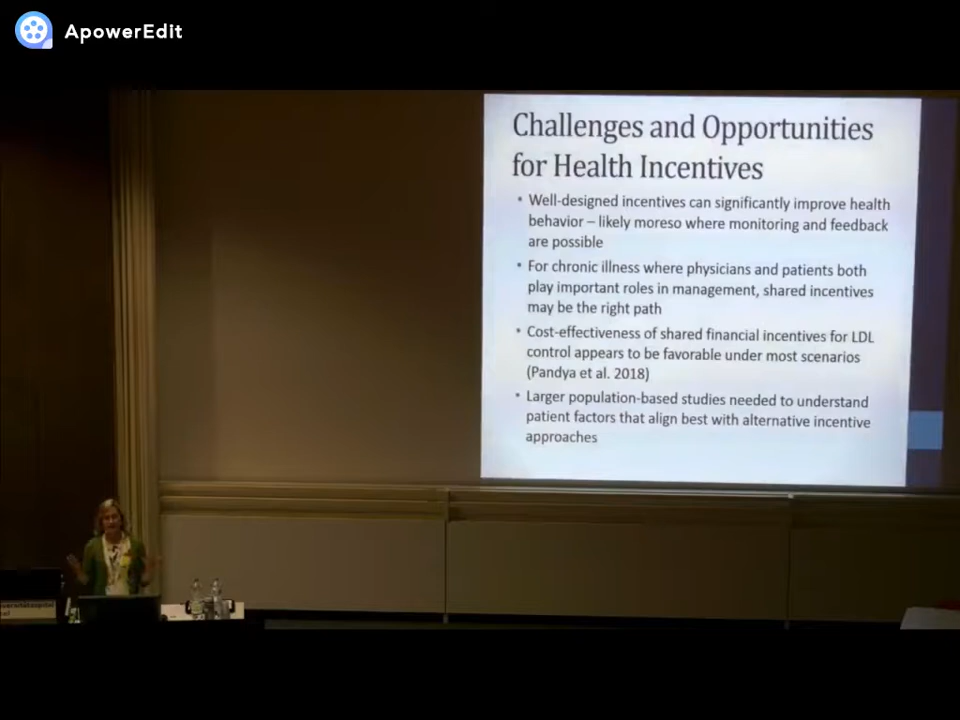 ApowerEdit
Challenges and Opportunities
for Health Incentives
• Well-designed incentives can significantly improve health
behavior – likely moreso where monitoring and feedback
are possible
• For chronic illness where physicians and patients both
play important roles in management, shared incentives
may be the right path
• Cost-effectiveness of shared financial incentives for LDL
control appears to be favorable under most scenarios
(Pandya et al. 2018)
• Larger population-based studies needed to understand
patient factors that align best with alternative incentive
approaches